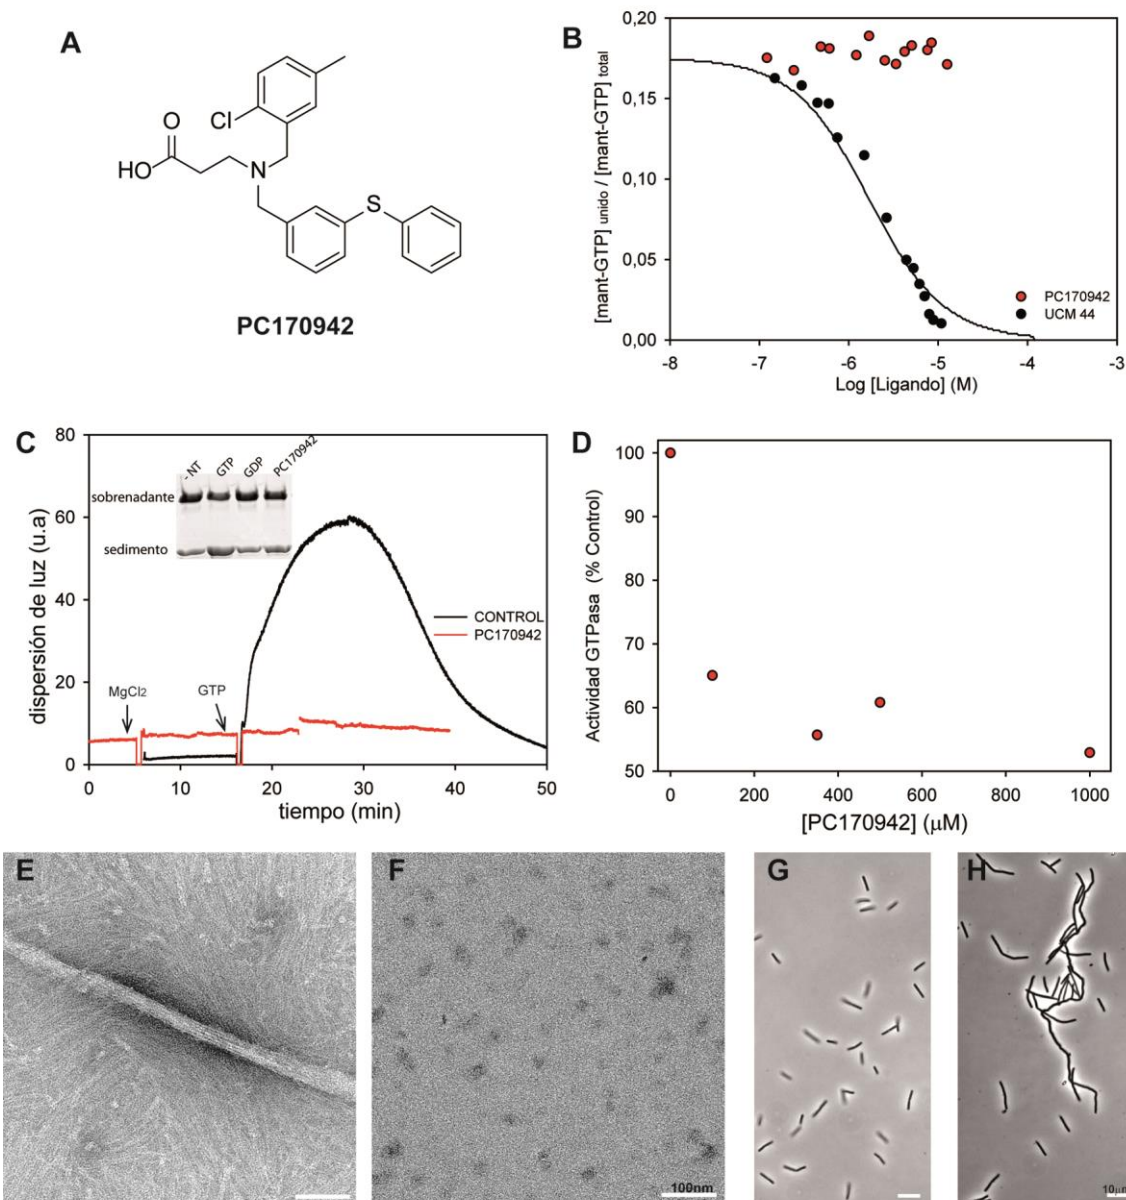 A
O
HO
Cl
N
S
PC170942
B
0,20
0,15
0,10
0,05
0,00
[mant-GTP] unido / [mant-GTP] total
PC170942
UCM 44
-8 -7 -6 -5 -4 -3
Log [Ligando] (M)
C
80
60
40
20
0
dispersión de luz (u.a)
- NT GTP GDP PC170942
sobrenadante
sedimento
CONTROL
PC170942
MgCl2
GTP
0 10 20 30 40 50
tiempo (min)
D
100
90
80
70
60
50
Actividad GTPasa (% Control)
0 200 400 600 800 1000
[PC170942] (μM)
E
F
100nm
G
H
10μm